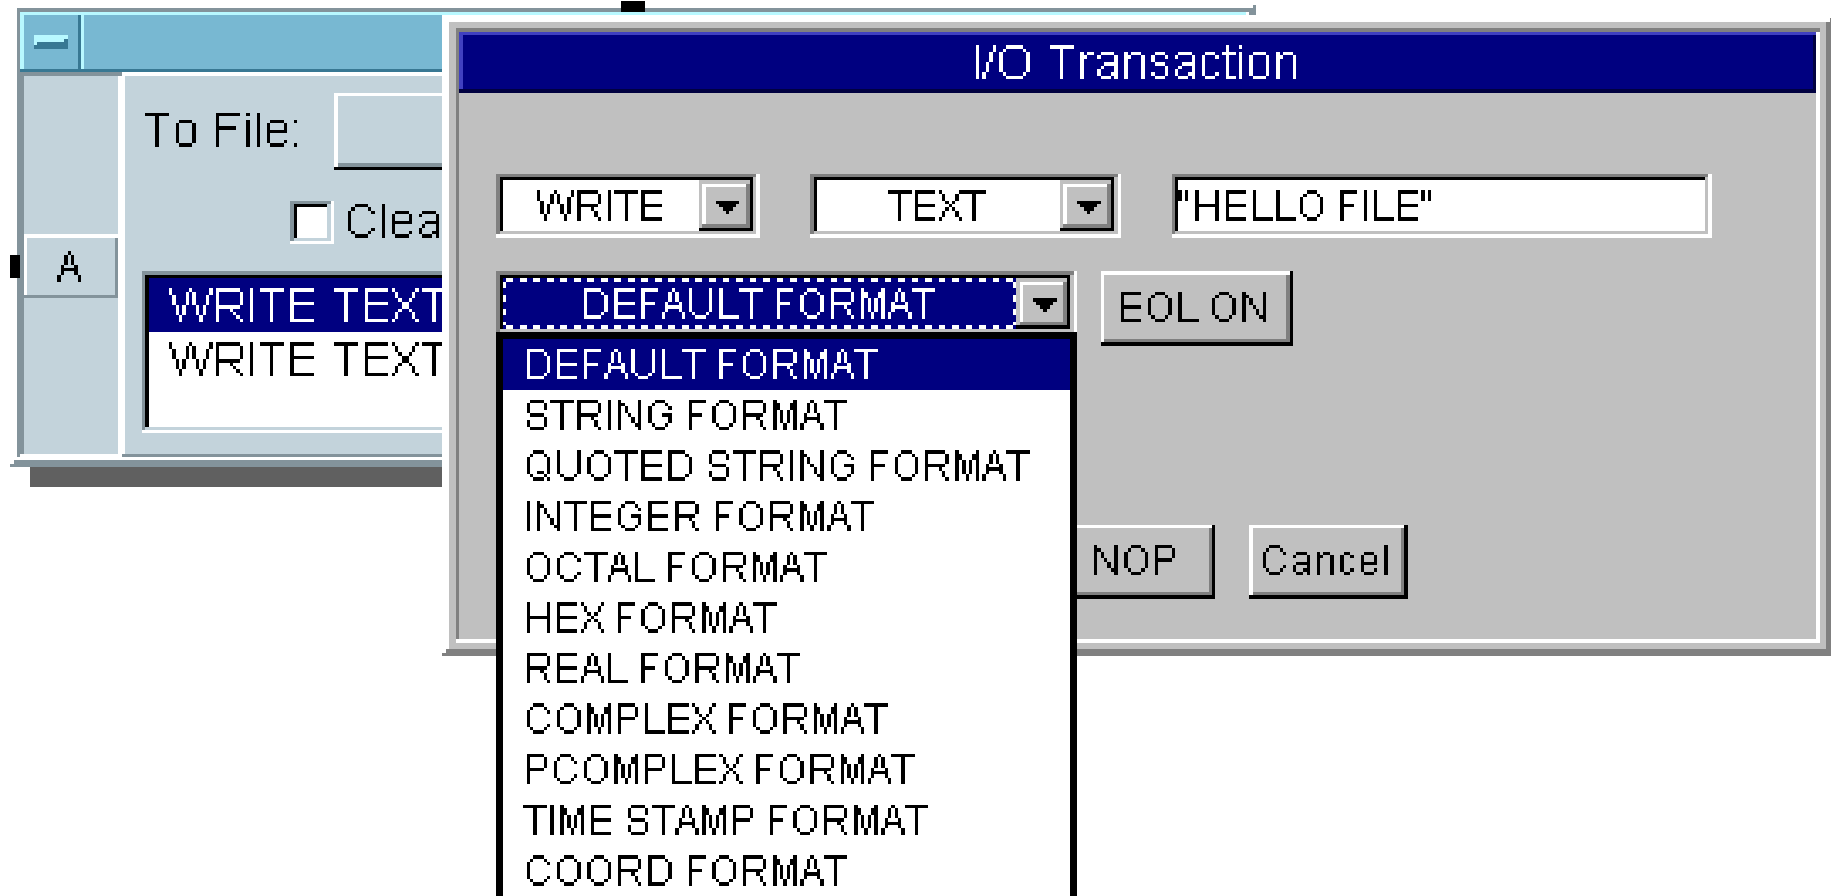 I/O Transaction
To File:
Clea
A
WRITE TEXT
WRITE TEXT
WRITE TEXT "HELLO FILE"
DEFAULT FORMAT EOL ON
DEFAULT FORMAT
STRING FORMAT
QUOTED STRING FORMAT
INTEGER FORMAT
OCTAL FORMAT
HEX FORMAT
REAL FORMAT
COMPLEX FORMAT
PCOMPLEX FORMAT
TIME STAMP FORMAT
COORD FORMAT
NOP Cancel